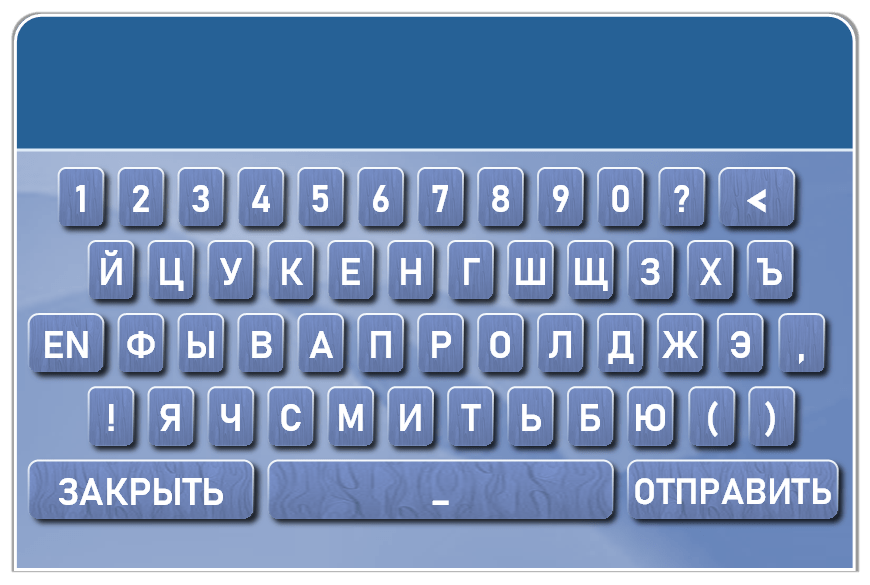 1 2 3 4 5 6 7 8 9 0 ? <
Й Ц У К Е Н Г Ш Щ З Х Ъ
EN Ф Ы В А П Р О Л Д Ж Э ,
! Я Ч С М И Т Ь Б Ю ( )
ЗАКРЫТЬ _ ОТПРАВИТЬ